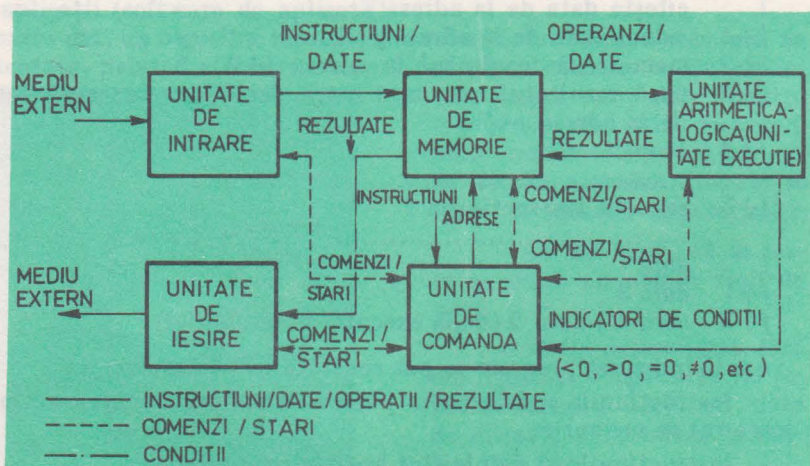 INSTRUCTIUNI/
DATE
OPERANZI/
DATE
MEDIU
EXTERN
UNITATE
DE
INTRARE
REZULTATE
UNITATE
DE
MEMORIE
REZULTATE
UNITATE
ARITMETICA-
LOGICA(UNI-
TATE EXECUTIE)
INSTRUCTIUNI
ADRESE
COMENZI/STARI
COMENZI/STARI
COMENZI/
STARI
MEDIU
EXTERN
UNITATE
DE
IESIRE
COMENZI/
STARI
UNITATE
DE
COMANDA
INDICATORI DE CONDITII
(<0, >0, =0, ≠0, etc)
INSTRUCTIUNI/DATE/OPERATII/REZULTATE
COMENZI / STARI
CONDITII